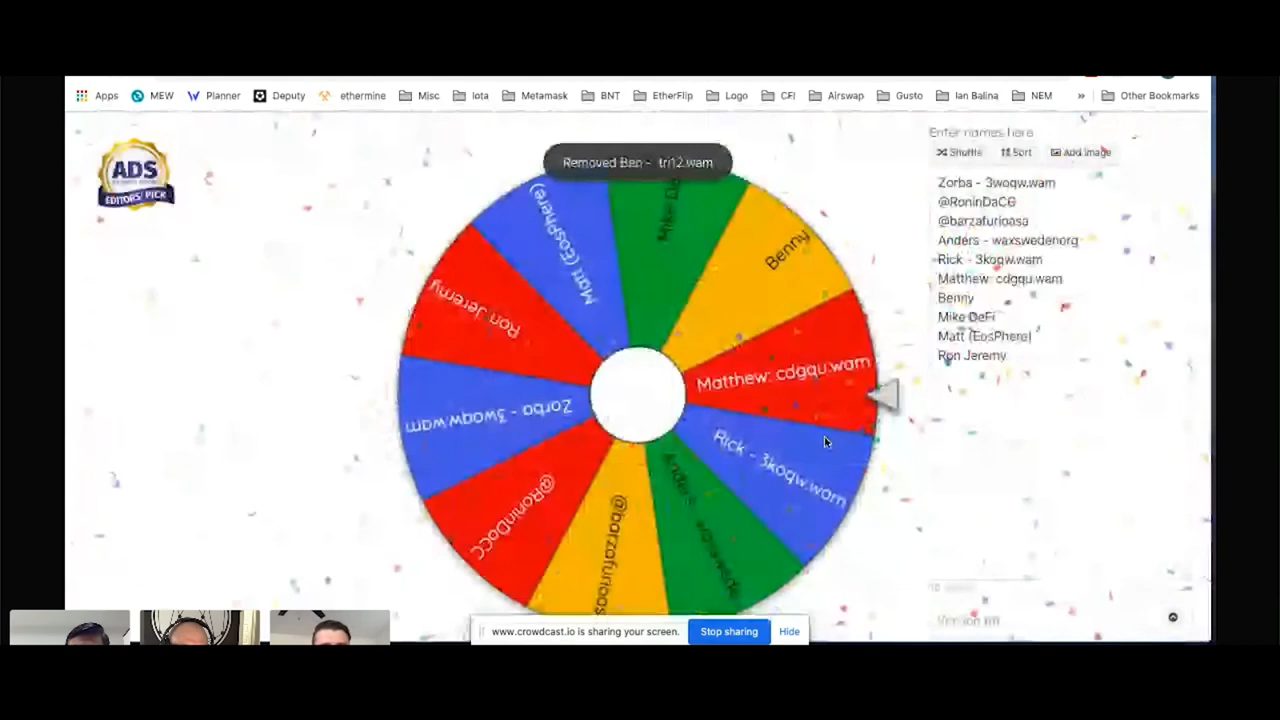 Apps MEW Planner Deputy ethermine Misc Iota Metamask BNT EtherFlip Logo CFI Airswap Gusto Ian Balina NEM » Other Bookmarks
ADS
EDITORS' PICK
Removed Ben - tri12.wam
Enter names here
Shuffle Sort Add image
Zorba - 3woqw.wam
@RoninDaCC
@barzafurioasa
Anders - waxswedenorg
Rick - 3koqw.wam
Matthew: cdgqu.wam
Benny
Mike DeFi
Matt (EosPhere)
Ron Jeremy
Matt (EosPhere)
Mike
Benny
Ron Jeremy
Matthew: cdgqu.wam
Zorba - 3woqw.wam
Rick - 3koqw.wam
@RoninDaCC
Anders
www.crowdcast.io is sharing your screen. Stop sharing Hide